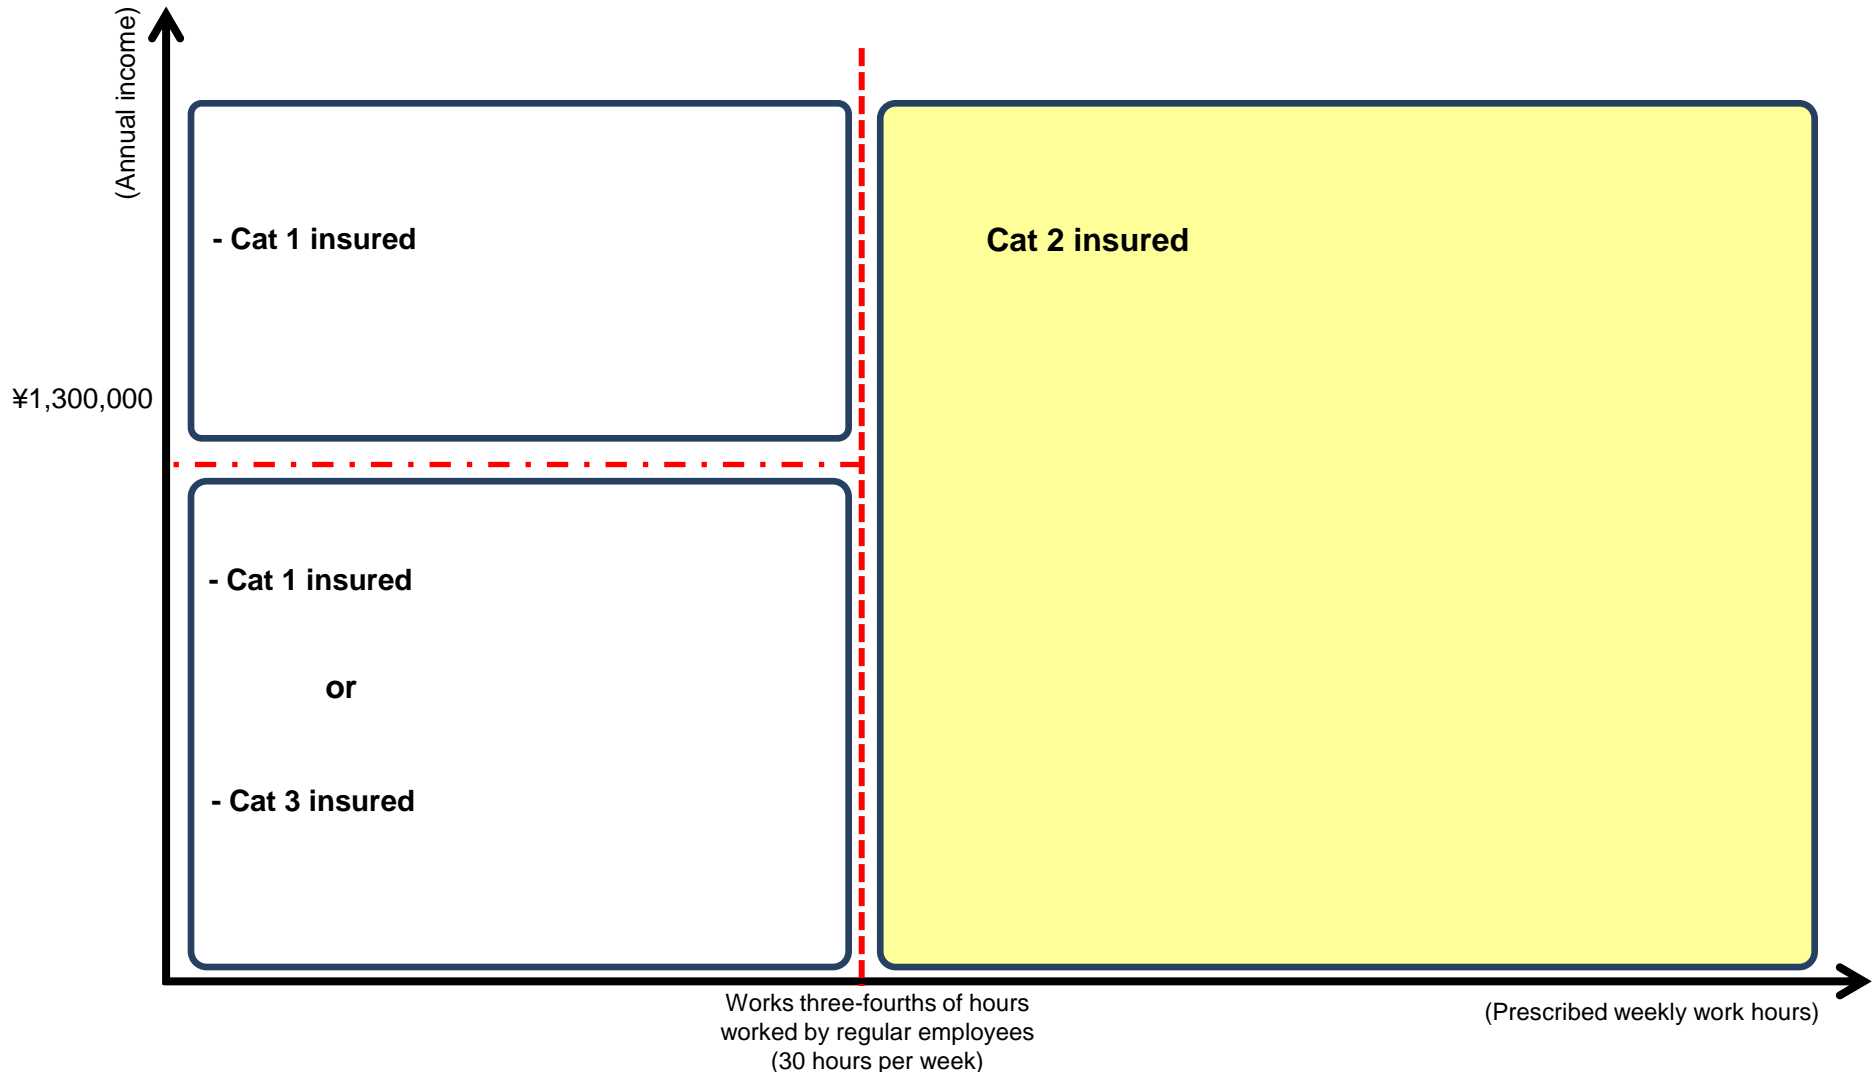 (Annual income)
- Cat 1 insured
Cat 2 insured
¥1,300,000
- Cat 1 insured
or
- Cat 3 insured
Works three-fourths of hours
worked by regular employees
(30 hours per week)
(Prescribed weekly work hours)